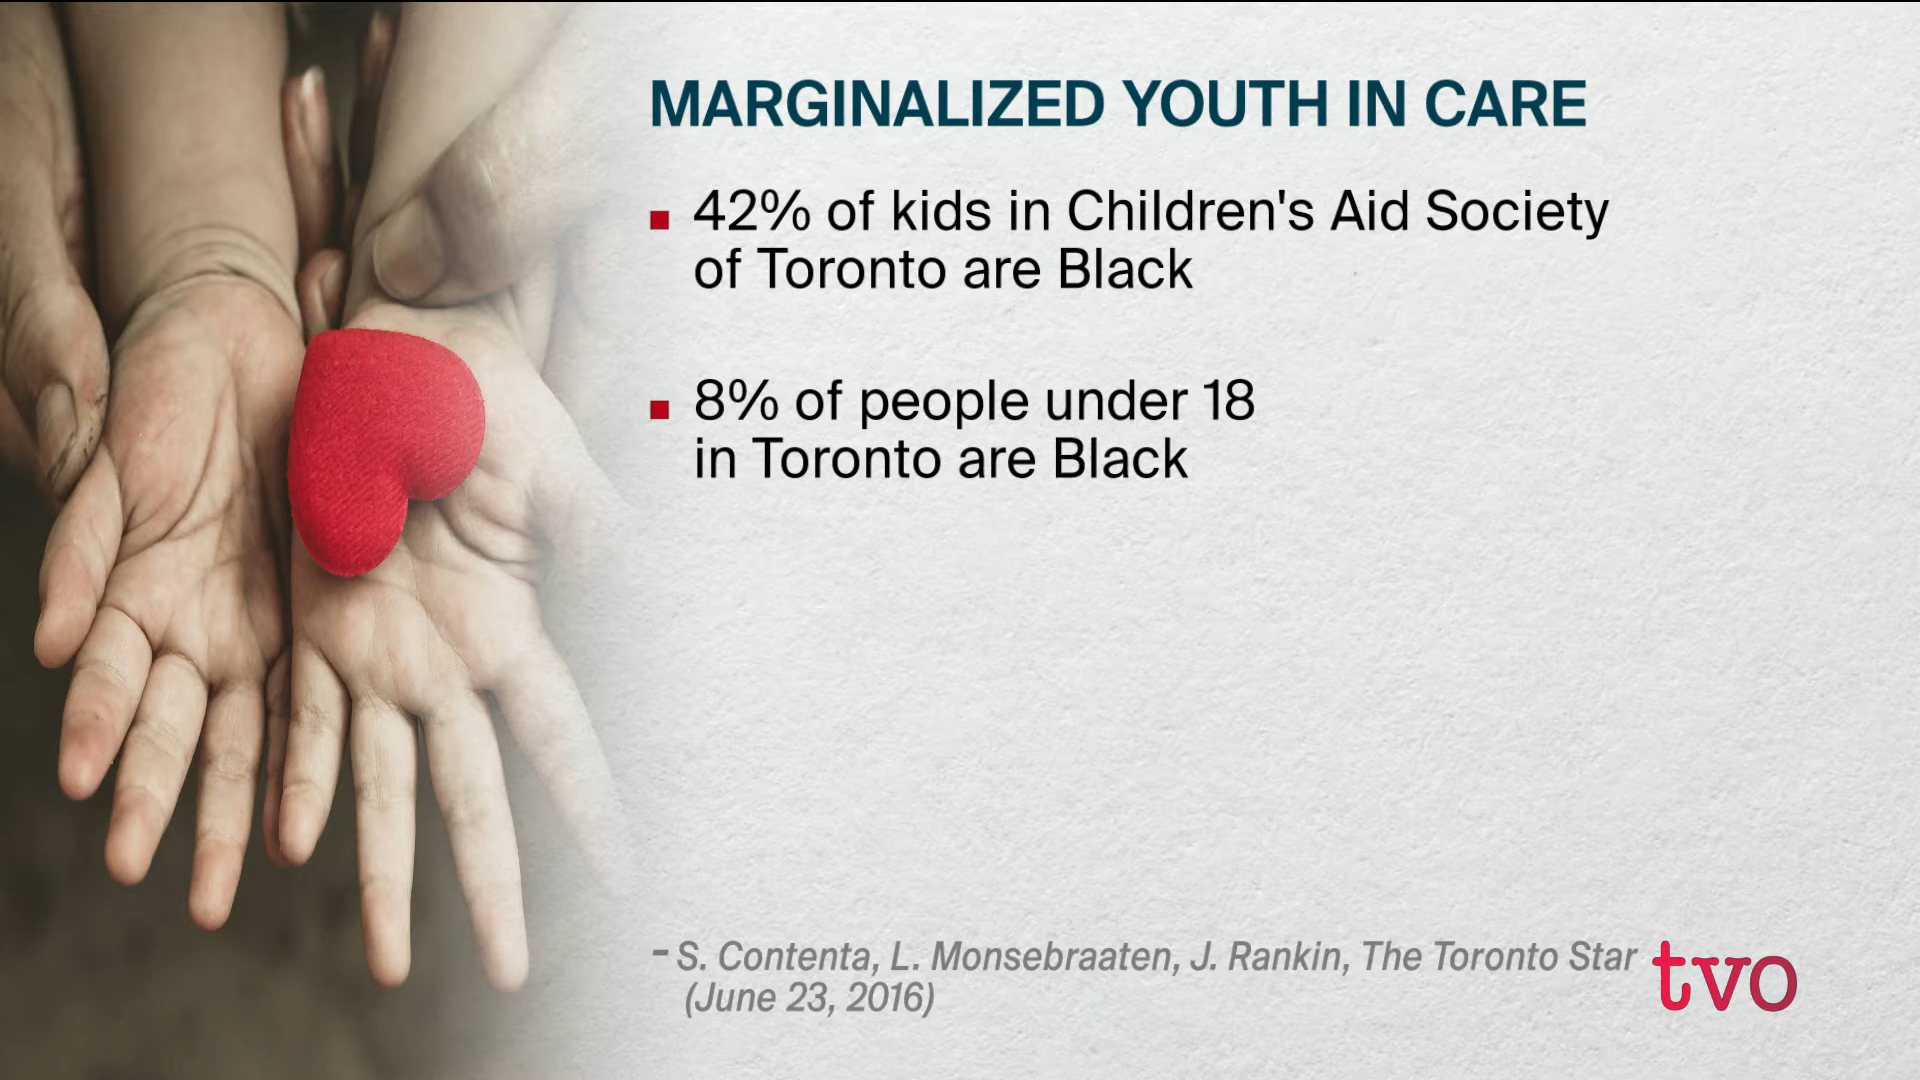 MARGINALIZED YOUTH IN CARE
42% of kids in Children's Aid Society
of Toronto are Black
8% of people under 18
in Toronto are Black
– S. Contenta, L. Monsebraaten, J. Rankin, The Toronto Star
(June 23, 2016)
tvo